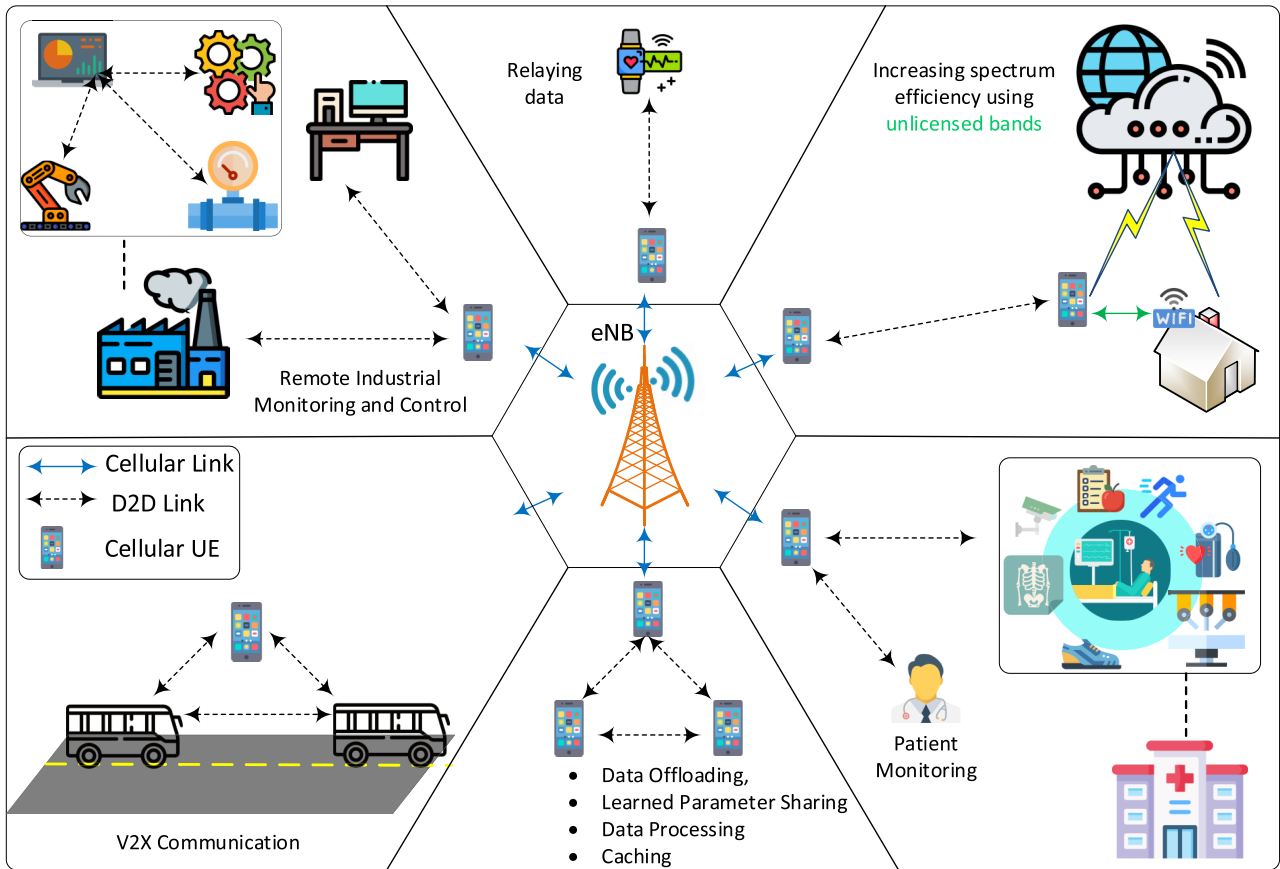 Relaying
data
Increasing spectrum
efficiency using
unlicensed bands
eNB
WIFI
Remote Industrial
Monitoring and Control
Cellular Link
D2D Link
Cellular UE
V2X Communication
• Data Offloading,
• Learned Parameter Sharing
• Data Processing
• Caching
Patient
Monitoring